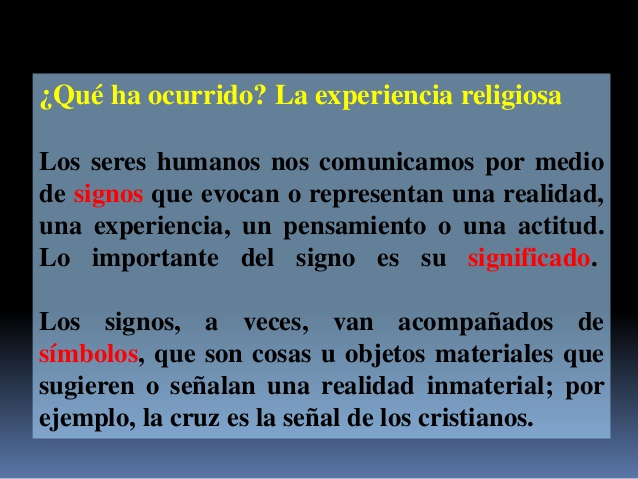 ¿Qué ha ocurrido? La experiencia religiosa
Los seres humanos nos comunicamos por medio
de signos que evocan o representan una realidad,
una experiencia, un pensamiento o una actitud.
Lo importante del signo es su significado.
Los signos, a veces, van acompañados de
símbolos, que son cosas u objetos materiales que
sugieren o señalan una realidad inmaterial; por
ejemplo, la cruz es la señal de los cristianos.